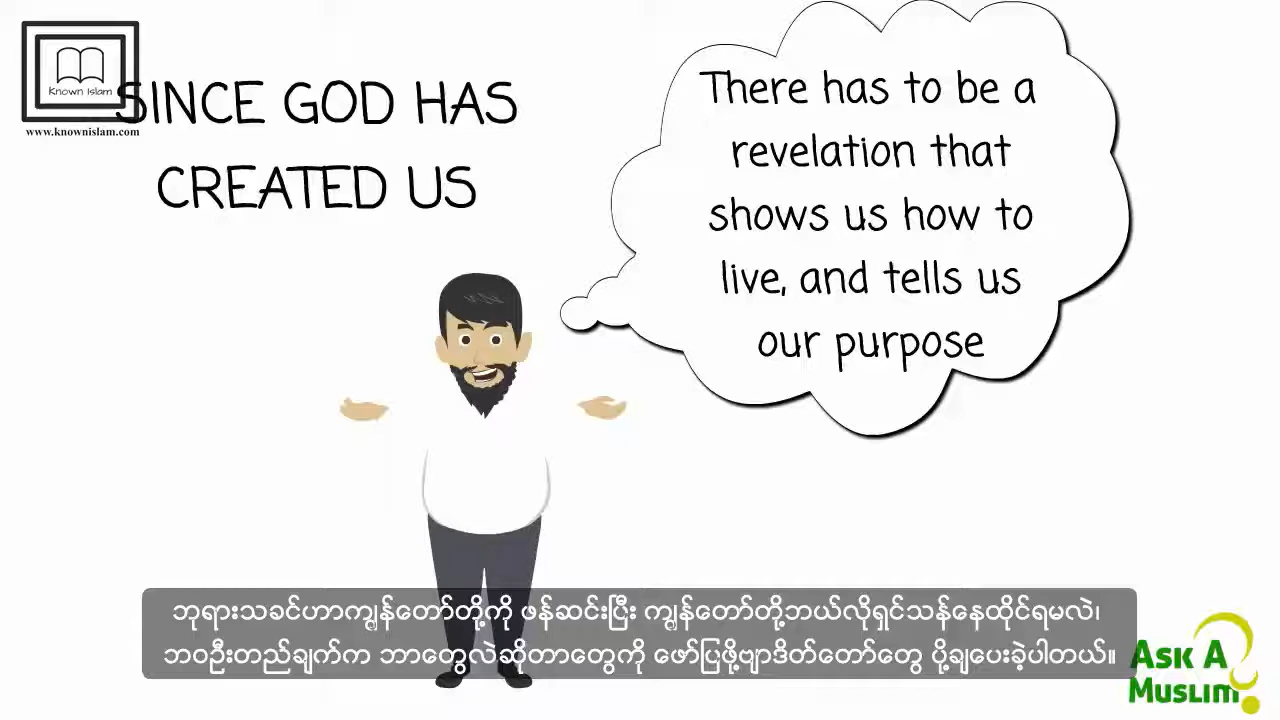 Known Islam
www.knownislam.com
SINCE GOD HAS
CREATED US
There has to be a
revelation that
shows us how to
live, and tells us
our purpose
ဘုရားသခင်ဟာကျွန်တော်တို့ကို ဖန်ဆင်းပြီး ကျွန်တော်တို့ဘယ်လိုရှင်သန်နေထိုင်ရမလဲ၊
ဘဝဦးတည်ချက်က ဘာတွေလဲဆိုတာတွေကို ဖော်ပြဖို့ဗျာဒိတ်တော်တွေ ပို့ချပေးခဲ့ပါတယ်။
ASK A
MUSLIM?